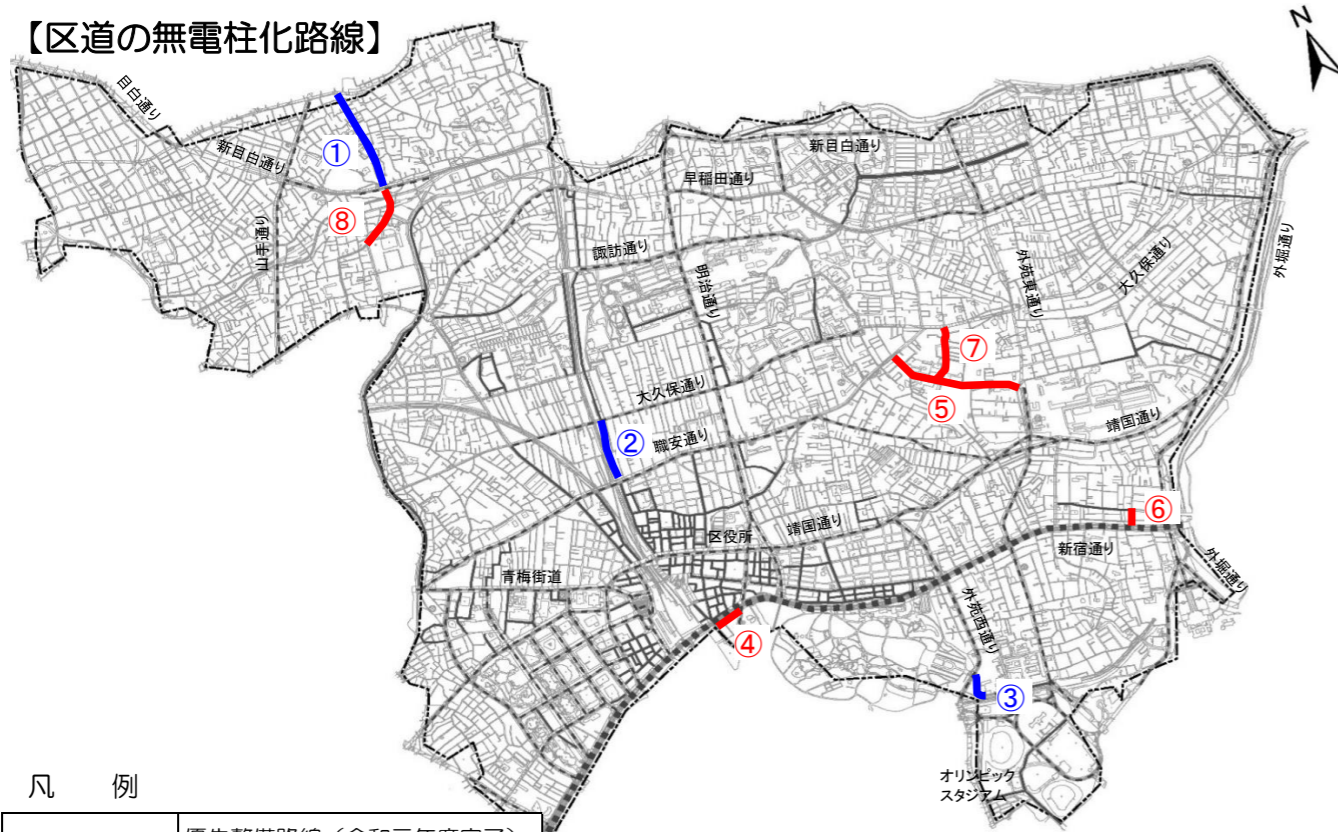 【区道の無電柱化路線】
N
目白通り
新目白通り
①
⑧
山手通り
新目白通り
早稲田通り
諏訪通り
明治通り
外苑東通り
大久保通り
外堀通り
⑦
⑤
大久保通り
②
職安通り
靖国通り
⑥
靖国通り
区役所
新宿通り
外堀通り
青梅街道
外苑西通り
④
③
オリンピック
スタジアム
凡 例